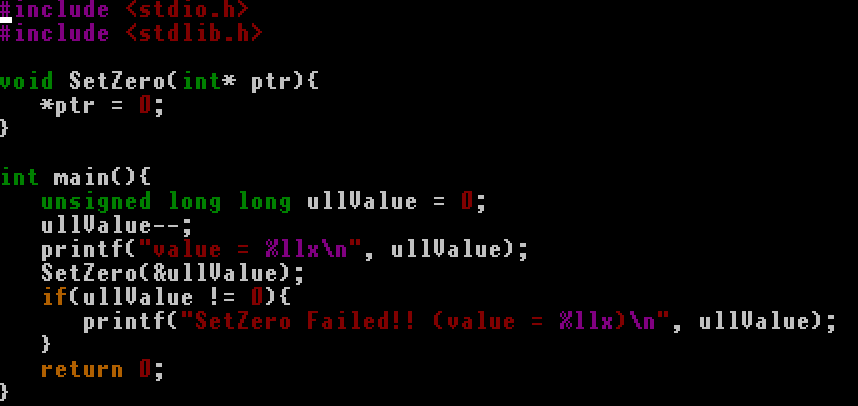 #include <stdio.h>
#include <stdlib.h>
void SetZero(int* ptr){
*ptr = 0;
}
int main(){
unsigned long long ullValue = 0;
ullValue--;
printf("value = %llx\n", ullValue);
SetZero(&ullValue);
if(ullValue != 0){
printf("SetZero Failed!! (value = %llx)\n", ullValue);
}
return 0;
}